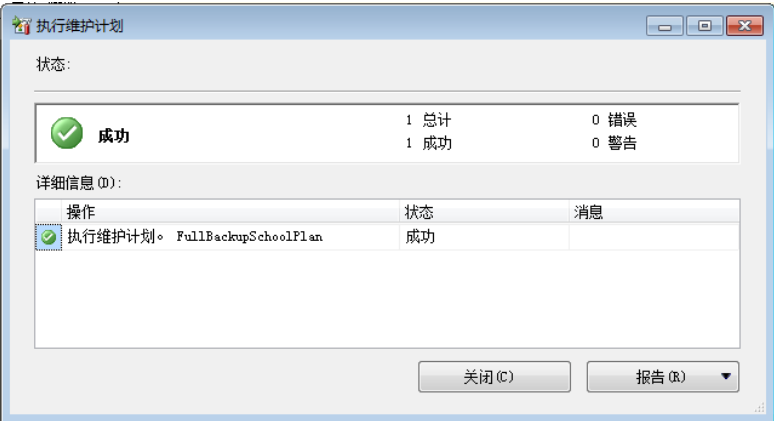 执行维护计划
状态:
成功
1 总计 0 错误
1 成功 0 警告
详细信息(D):
操作 状态 消息
执行维护计划。 FullBackupSchoolPlan 成功
关闭(C) 报告(R)